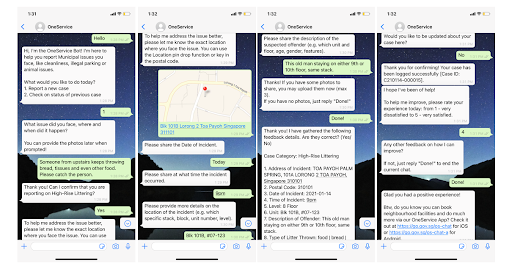 1:31
OneService
Hello
Hi, I'm the OneService Bot! I'm here to
help you report Municipal Issues you
may face, like cleanliness, illegal parking or
animal issues.
What would you like to do today?
1 - Report a new case
2 - Check on status of previous case
1
What issue did you face, where and
when did it happen?
You can provide the photos later when
prompted!
Someone from upstairs keeps throwing
bread, tissues and even other food.
Please catch the person.
Thank you! Can I confirm that you are
reporting on High-Rise Littering?
Yes
To help me address the issue better,
please let me know the exact location
where you face the issue. You can use
1:32
OneService
To help me address the issue better,
please let me know the exact location
where you face the issue. You can use
the Location pin drop function or key in
the postal code.
Blk 101B Lorong 2 Toa Payoh Singapore
310101
Please share the Date of Incident.
Today
Please share at what time the incident
occurred.
9pm
Please provide more details on the
location of the incident (e.g. which
specific stack, block, unit number, level).
Blk 101B, #07-123
1:32
OneService
Please share the description of the
suspected offender (e.g. which unit and
Floor, age, gender, features).
This old man staying on either 9th or
10th floor, same stack.
Thanks! If you have some photos to
share, you may upload them now (max
3).
If you have no photos, just reply "Done!"
Done!
Thank you! I have gathered the following
feedback details. Are they correct? (Yes/
No)
Case Category: High-Rise Littering
1. Address of Incident: TOA PAYOH PALM
SPRING, 101A LORONG 2 TOA PAYOH,
Singapore 310101
2. Postal Code: 310101
3. Date of Incident: 2021-01-14
4. Time of Incident: 9pm
5. Level: 8 Floor
6. Unit: Blk 101B, #07-123
7. Description of Offender: This old man
staying on either 9th or 10th floor, same
stack.
8. Type of Litter Thrown: food ( bread )
1:32
OneService
Would you like to be updated about your
case here?
No
Thank you for confirming! Your case has
been logged successfully [Case ID:
C210114-000015].
I hope I've been of help!
To help me improve, please rate your
experience today: from 1 - very
dissatisfied to 5 - very satisfied.
4
Any other feedback on how I can
improve?
If not, just reply "Done" to end the
current chat.
Done!
Glad you had a positive experience!
Btw, do you know you can book
neighbourhood facilities and do much
more via our OneService App? Check it
out at https://go.gov.sg/os-chat-i for IOS
or https://go.gov.sg/os-chat-a for
Android.